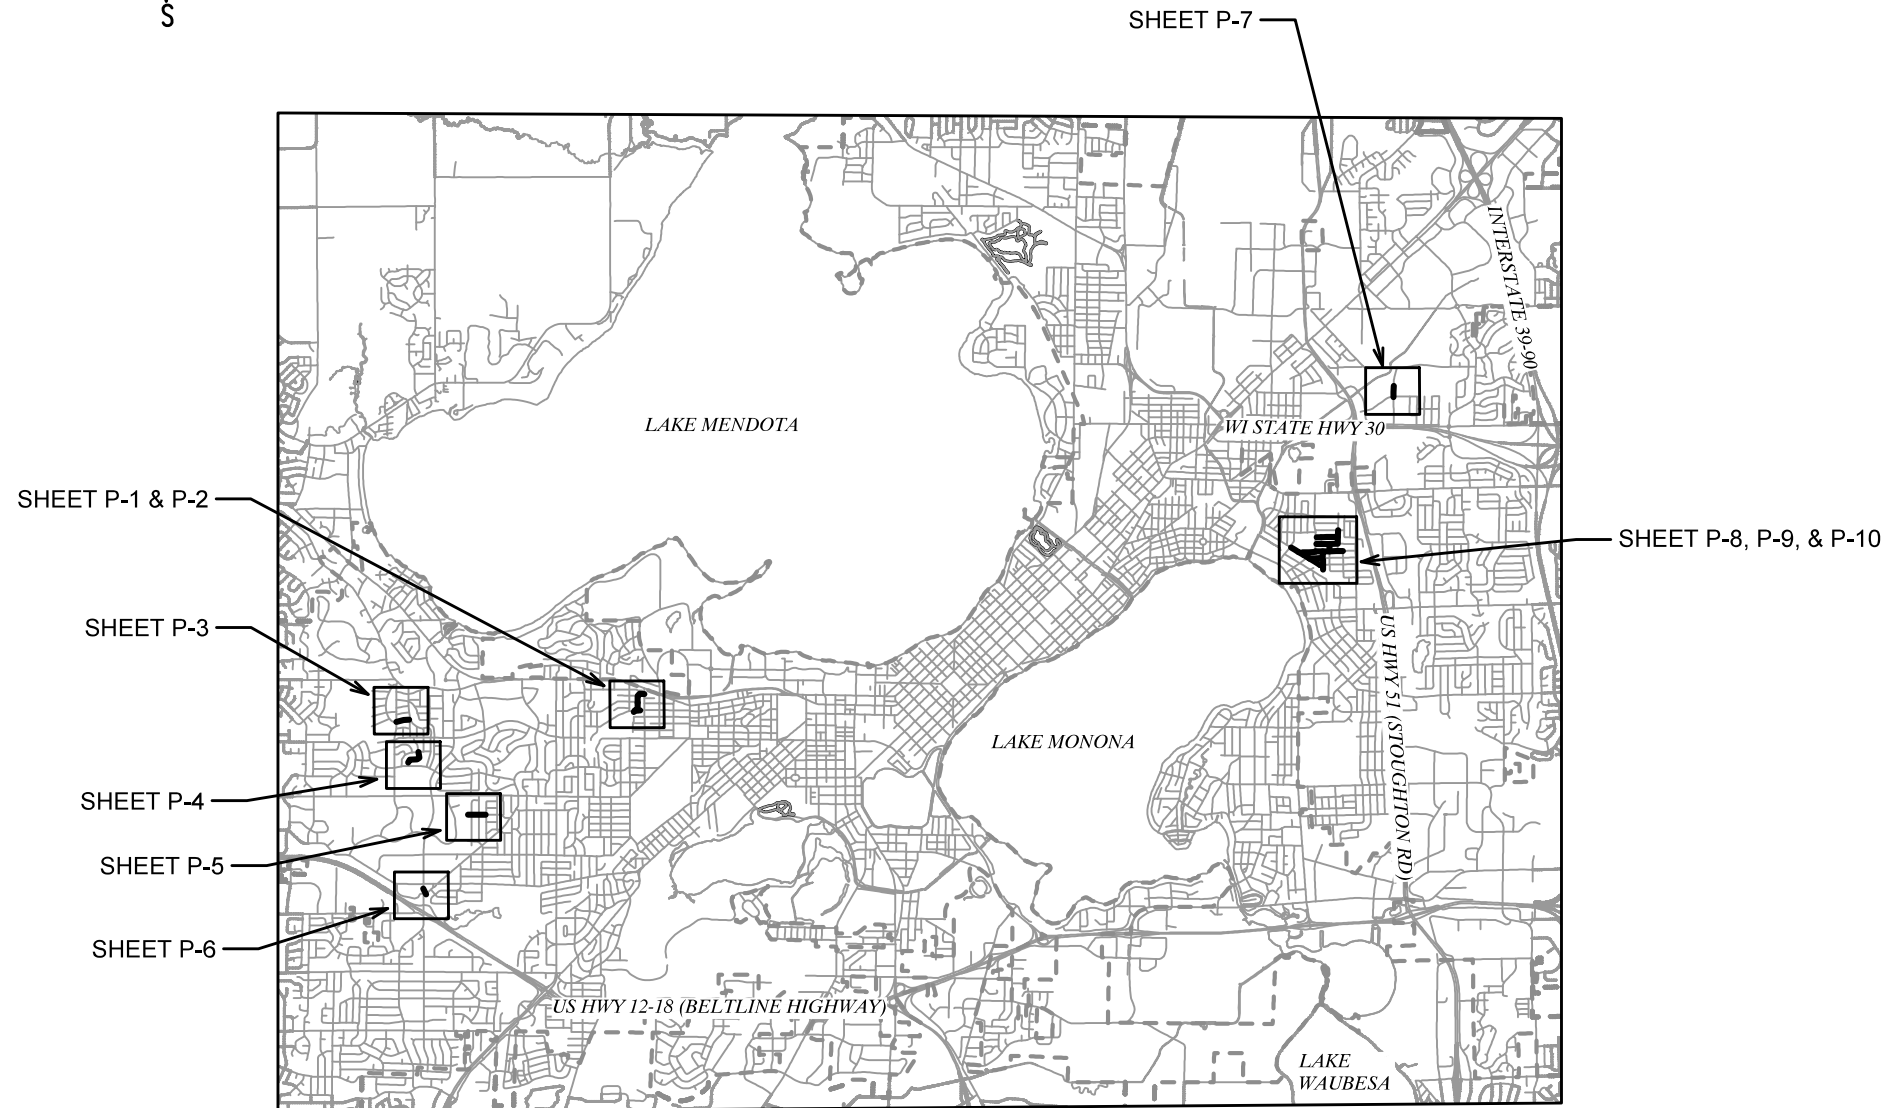 S
SHEET P-7
INTERSTATE 39-90
LAKE MENDOTA
WI STATE HWY 30
SHEET P-1 & P-2
SHEET P-8, P-9, & P-10
SHEET P-3
US HWY 51 (STOUGHTON RD)
LAKE MONONA
SHEET P-4
SHEET P-5
SHEET P-6
US HWY 12-18 (BELTLINE HIGHWAY)
LAKE
WAUBESA